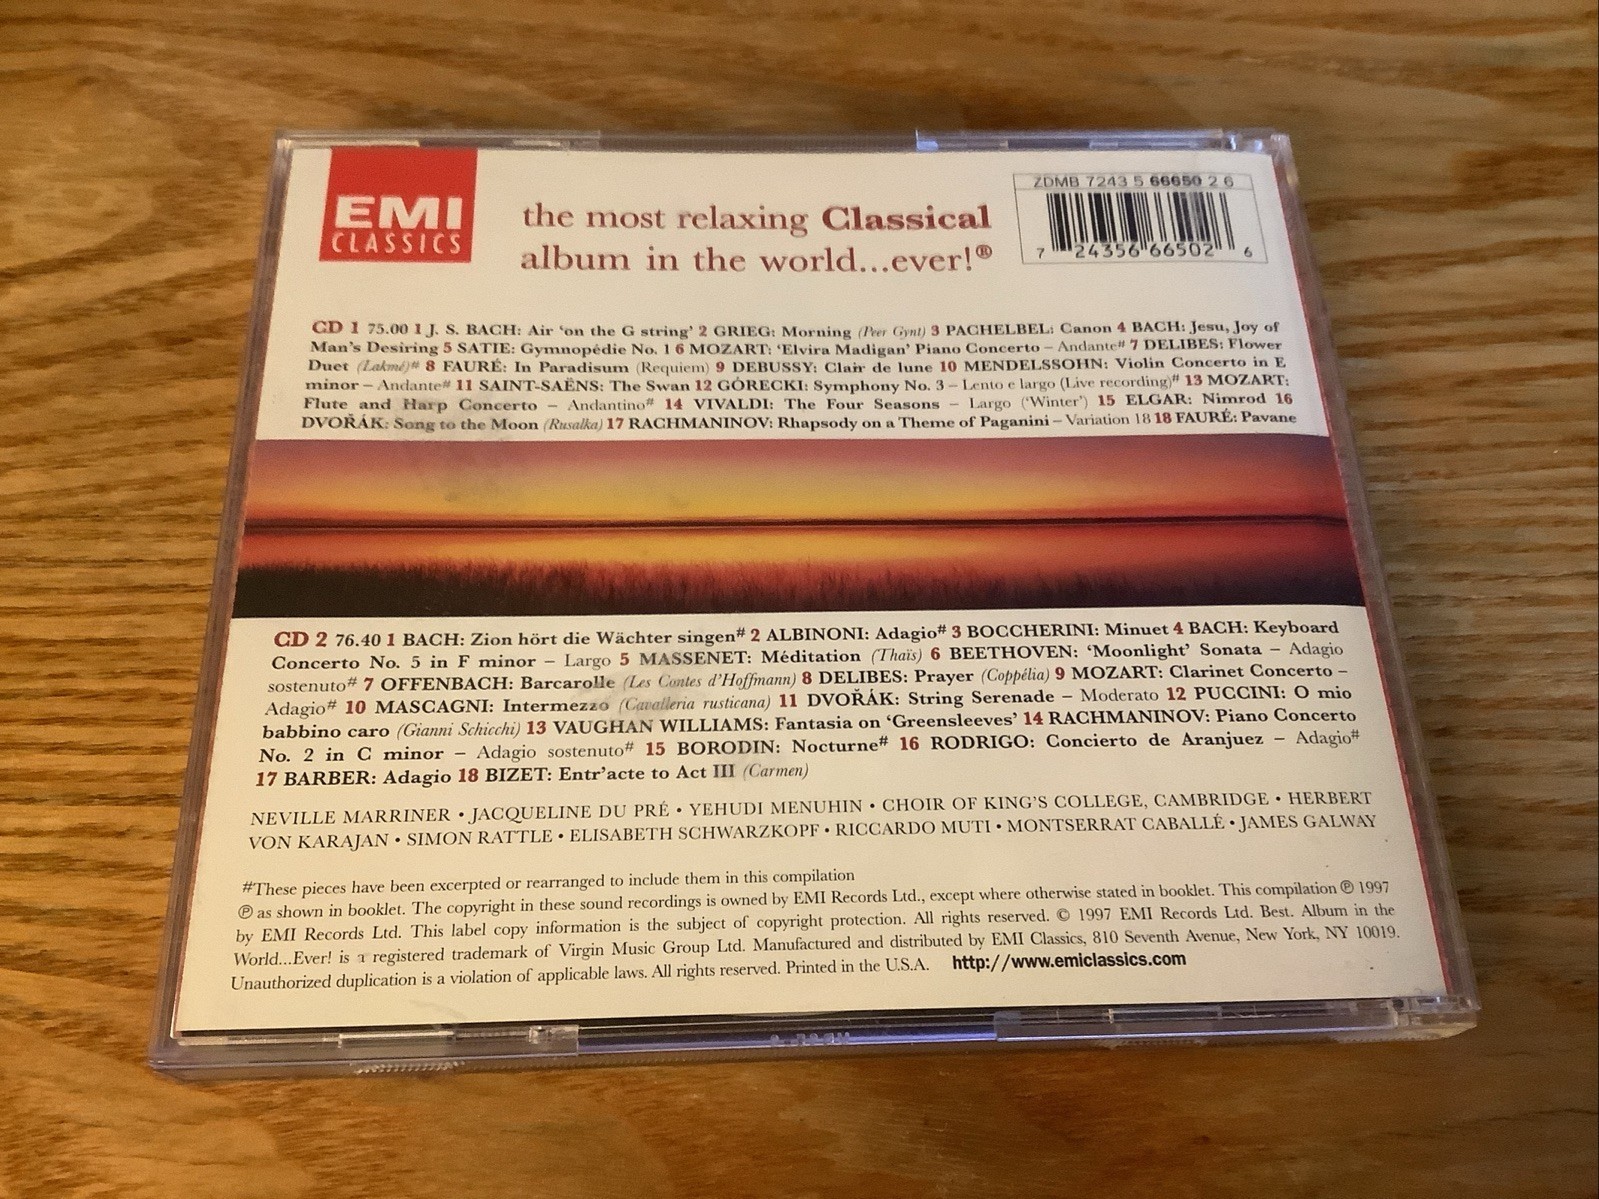 EMI
CLASSICS
the most relaxing Classical
album in the world...ever!®
ZDMB 7243 5 66650 2 6
7 24356 66502 6
CD 1 75.00 1 J. S. BACH: Air ‘on the G string’ 2 GRIEG: Morning (Peer Gynt) 3 PACHELBEL: Canon 4 BACH: Jesu, Joy of
Man’s Desiring 5 SATIE: Gymnopédie No. 1 6 MOZART: ‘Elvira Madigan’ Piano Concerto – Andante# 7 DELIBES: Flower
Duet (Lakmé)# 8 FAURÉ: In Paradisum (Requiem) 9 DEBUSSY: Clair de lune 10 MENDELSSOHN: Violin Concerto in E
minor – Andante# 11 SAINT-SAËNS: The Swan 12 GÓRECKI: Symphony No. 3 – Lento e largo (Live recording)# 13 MOZART:
Flute and Harp Concerto – Andantino# 14 VIVALDI: The Four Seasons – Largo (‘Winter’) 15 ELGAR: Nimrod 16
DVOŘÁK: Song to the Moon (Rusalka) 17 RACHMANINOV: Rhapsody on a Theme of Paganini – Variation 18 18 FAURÉ: Pavane
CD 2 76.40 1 BACH: Zion hört die Wächter singen# 2 ALBINONI: Adagio# 3 BOCCHERINI: Minuet 4 BACH: Keyboard
Concerto No. 5 in F minor – Largo 5 MASSENET: Méditation (Thaïs) 6 BEETHOVEN: ‘Moonlight’ Sonata – Adagio
sostenuto# 7 OFFENBACH: Barcarolle (Les Contes d’Hoffmann) 8 DELIBES: Prayer (Coppélia) 9 MOZART: Clarinet Concerto –
Adagio# 10 MASCAGNI: Intermezzo (Cavalleria rusticana) 11 DVOŘÁK: String Serenade – Moderato 12 PUCCINI: O mio
babbino caro (Gianni Schicchi) 13 VAUGHAN WILLIAMS: Fantasia on ‘Greensleeves’ 14 RACHMANINOV: Piano Concerto
No. 2 in C minor – Adagio sostenuto# 15 BORODIN: Nocturne# 16 RODRIGO: Concierto de Aranjuez – Adagio#
17 BARBER: Adagio 18 BIZET: Entr’acte to Act III (Carmen)
NEVILLE MARRINER • JACQUELINE DU PRÉ • YEHUDI MENUHIN • CHOIR OF KING’S COLLEGE, CAMBRIDGE • HERBERT
VON KARAJAN • SIMON RATTLE • ELISABETH SCHWARZKOPF • RICCARDO MUTI • MONTSERRAT CABALLÉ • JAMES GALWAY
#These pieces have been excerpted or rearranged to include them in this compilation
℗ as shown in booklet. The copyright in these sound recordings is owned by EMI Records Ltd., except where otherwise stated in booklet. This compilation ℗ 1997
by EMI Records Ltd. This label copy information is the subject of copyright protection. All rights reserved. © 1997 EMI Records Ltd. Best. Album in the
World...Ever! is a registered trademark of Virgin Music Group Ltd. Manufactured and distributed by EMI Classics, 810 Seventh Avenue, New York, NY 10019.
Unauthorized duplication is a violation of applicable laws. All rights reserved. Printed in the U.S.A. http://www.emiclassics.com